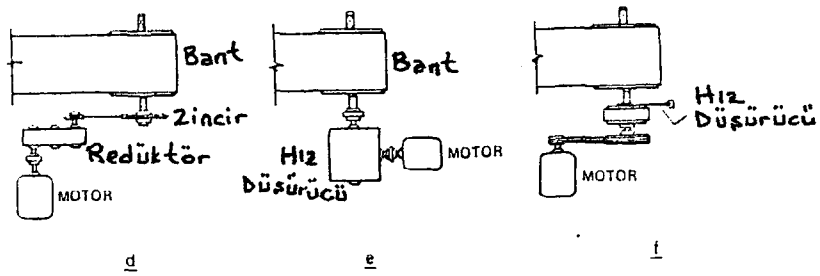 Bant
Zincir
Redüktör
MOTOR
d
Bant
Hız
Düşürücü
MOTOR
e
Hız
Düşürücü
MOTOR
f